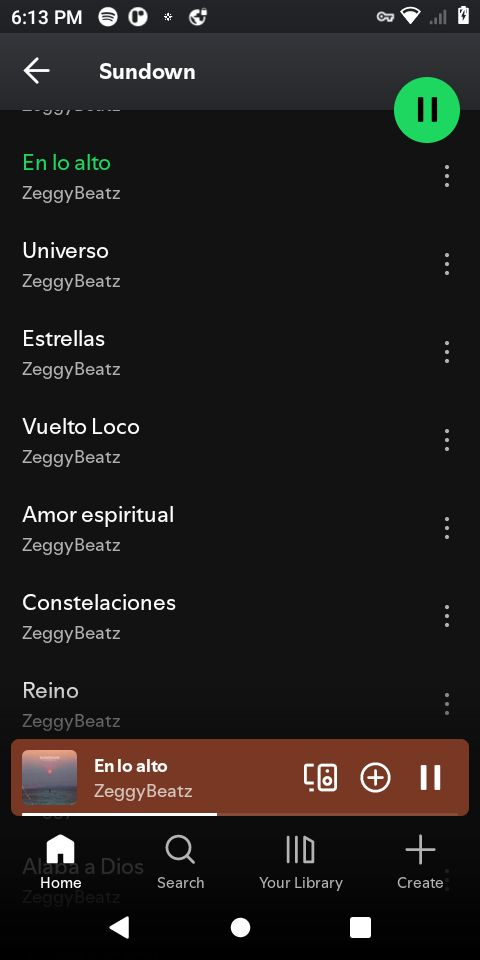 6:13 PM
Sundown
ZeggyBeatz
En lo alto
ZeggyBeatz
Universo
ZeggyBeatz
Estrellas
ZeggyBeatz
Vuelto Loco
ZeggyBeatz
Amor espiritual
ZeggyBeatz
Constelaciones
ZeggyBeatz
Reino
ZeggyBeatz
En lo alto
ZeggyBeatz
Alaba a Dios
ZeggyBeatz
Home
Search
Your Library
Create